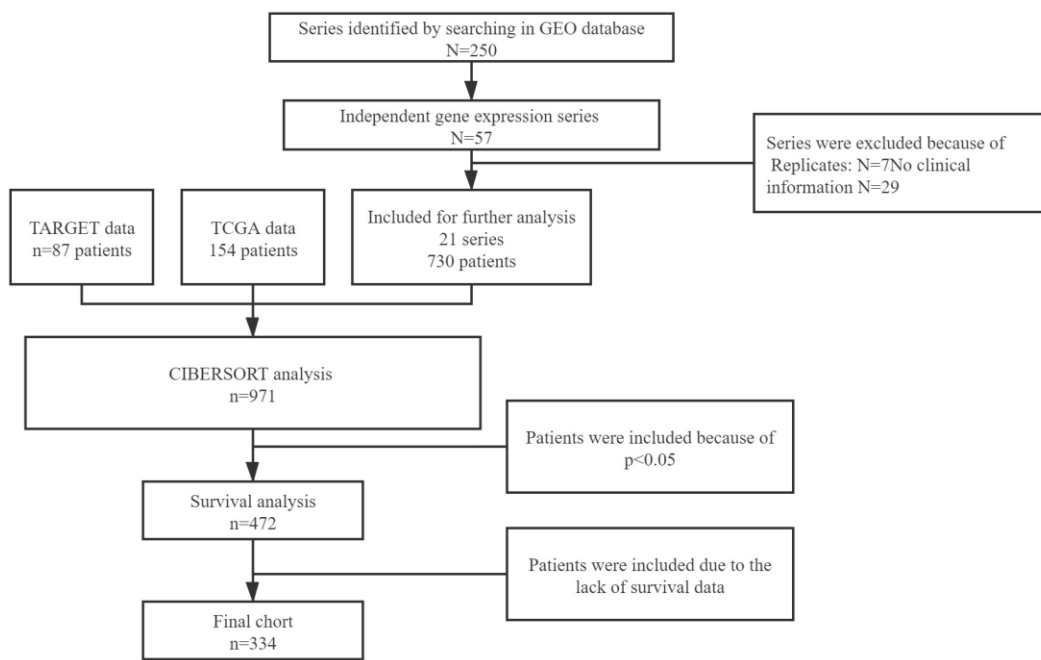 Series identified by searching in GEO database
N=250
Independent gene expression series
N=57
Series were excluded because of
Replicates: N=7No clinical
information N=29
TARGET data
n=87 patients
TCGA data
154 patients
Included for further analysis
21 series
730 patients
CIBERSORT analysis
n=971
Patients were included because of
p<0.05
Survival analysis
n=472
Patients were included due to the
lack of survival data
Final chort
n=334